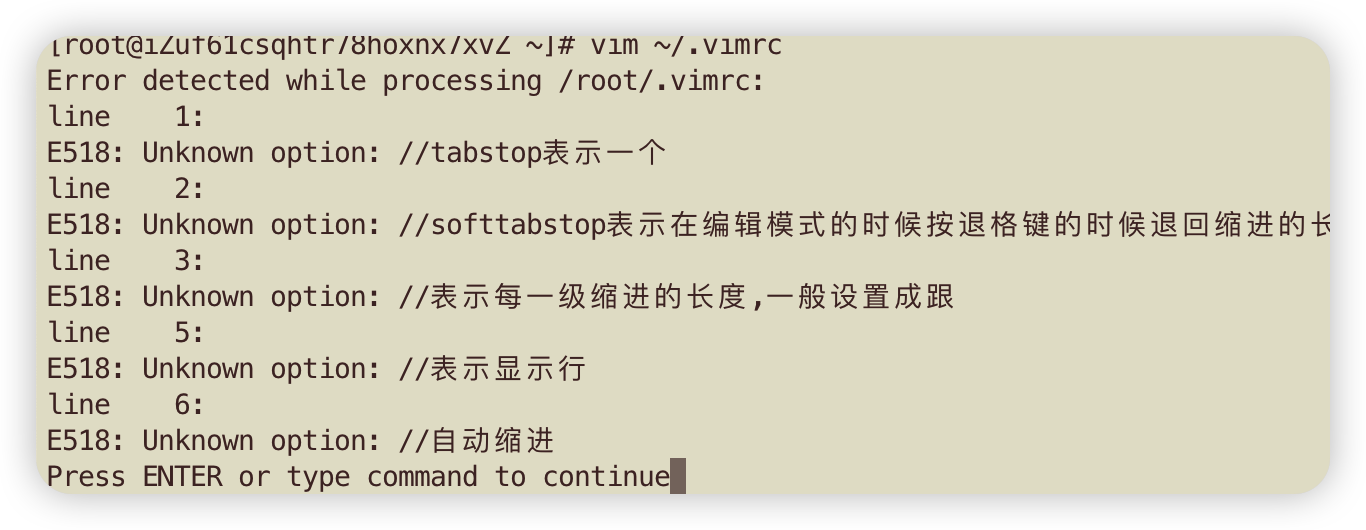 [root@iZuf61csqhtr78hoxnx7xvZ ~]# vim ~/.vimrc
Error detected while processing /root/.vimrc:
line    1:
E518: Unknown option: //tabstop表示一个
line    2:
E518: Unknown option: //softtabstop表示在编辑模式的时候按退格键的时候退回缩进的长
line    3:
E518: Unknown option: //表示每一级缩进的长度,一般设置成跟
line    5:
E518: Unknown option: //表示显示行
line    6:
E518: Unknown option: //自动缩进
Press ENTER or type command to continue